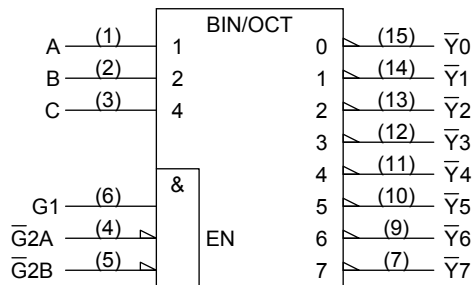 BIN/OCT
A (1) 1 0 (15) Y̅0
B (2) 2 1 (14) Y̅1
C (3) 4 2 (13) Y̅2
3 (12) Y̅3
& 4 (11) Y̅4
G1 (6) 5 (10) Y̅5
G̅2A (4) EN 6 (9) Y̅6
G̅2B (5) 7 (7) Y̅7